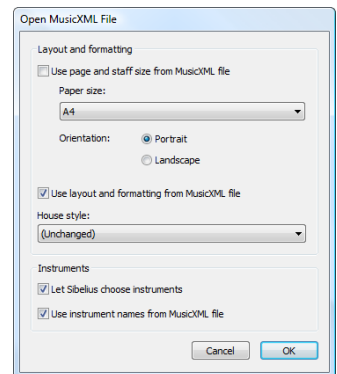 Open MusicXML File
Layout and formatting
Use page and staff size from MusicXML file
Paper size:
A4
Orientation:
Portrait
Landscape
Use layout and formatting from MusicXML file
House style:
(Unchanged)
Instruments
Let Sibelius choose instruments
Use instrument names from MusicXML file
Cancel
OK